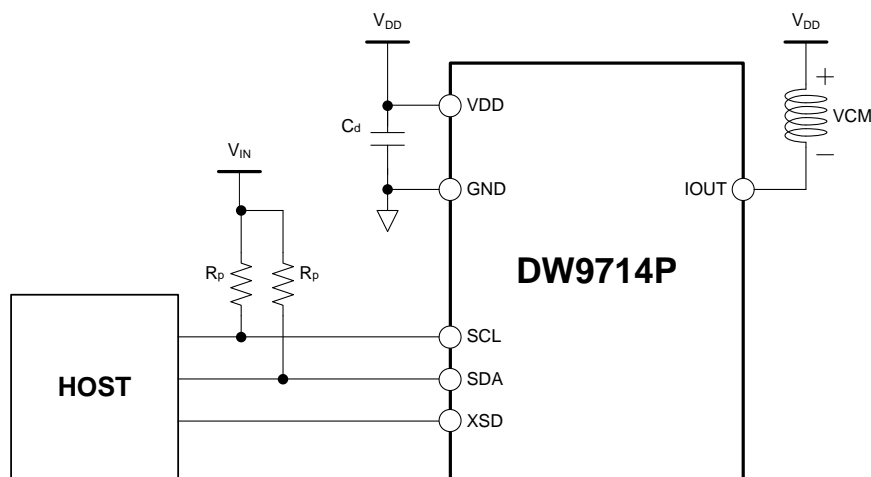 VDD
VDD
VDD
+
Cd
VCM
VIN
−
GND
IOUT
DW9714P
Rp
Rp
SCL
HOST
SDA
XSD